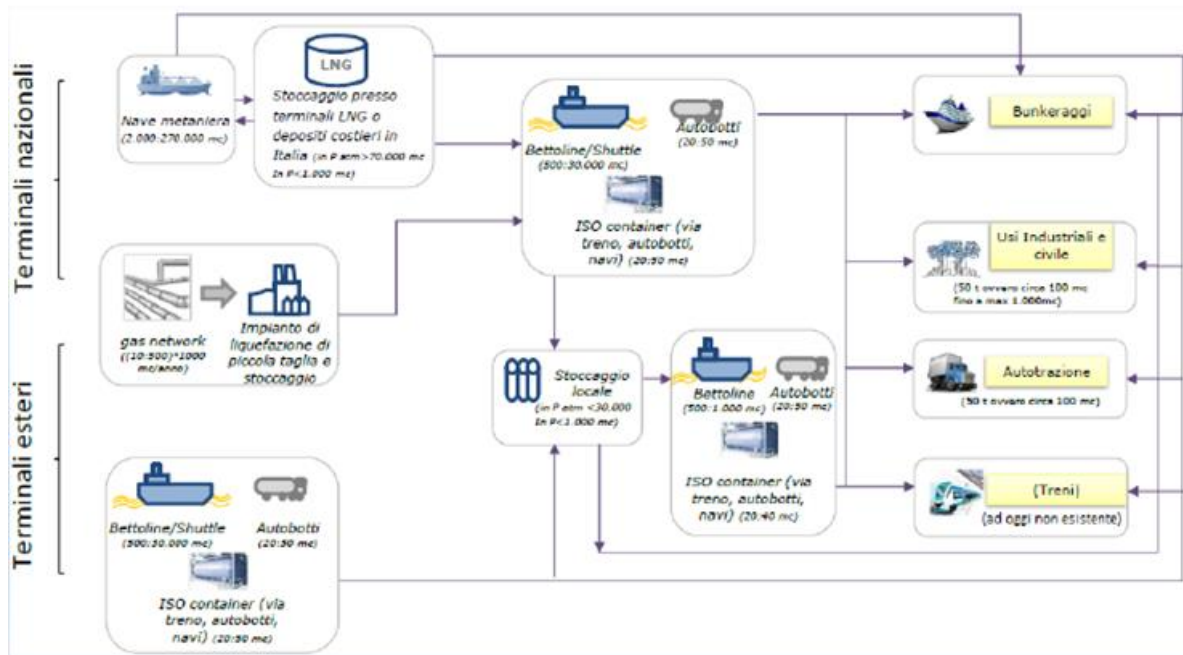 Terminali nazionali
Nave metaniera
(2.000:270.000 mc)
LNG
Stoccaggio presso
terminali LNG o
depositi costieri in
Italia (in P atm>70.000 mc
In P<1.000 mc)
Bettoline/Shuttle
(500:30.000 mc)
Autobotti
(20:50 mc)
ISO container (via
treno, autobotti,
navi) (20:50 mc)
Bunkeraggi
gas network
((10:500)*1000
mc/anno)
Impianto di
liquefazione di
piccola taglia e
stoccaggio
Usi Industriali e
civile
(50 t ovvero circa 100 mc
fino a max 1.000mc)
Terminali esteri
Stoccaggio
locale
(in P atm <30.000
In P<1.000 mc)
Bettoline
(500:1.000 mc)
Autobotti
(20:50 mc)
ISO container (via
treno, autobotti,
navi) (20:40 mc)
Autotrazione
(50 t ovvero circa 100 mc)
(Treni)
(ad oggi non esistente)
Bettoline/Shuttle
(500:30.000 mc)
Autobotti
(20:50 mc)
ISO container (via
treno, autobotti,
navi) (20:50 mc)